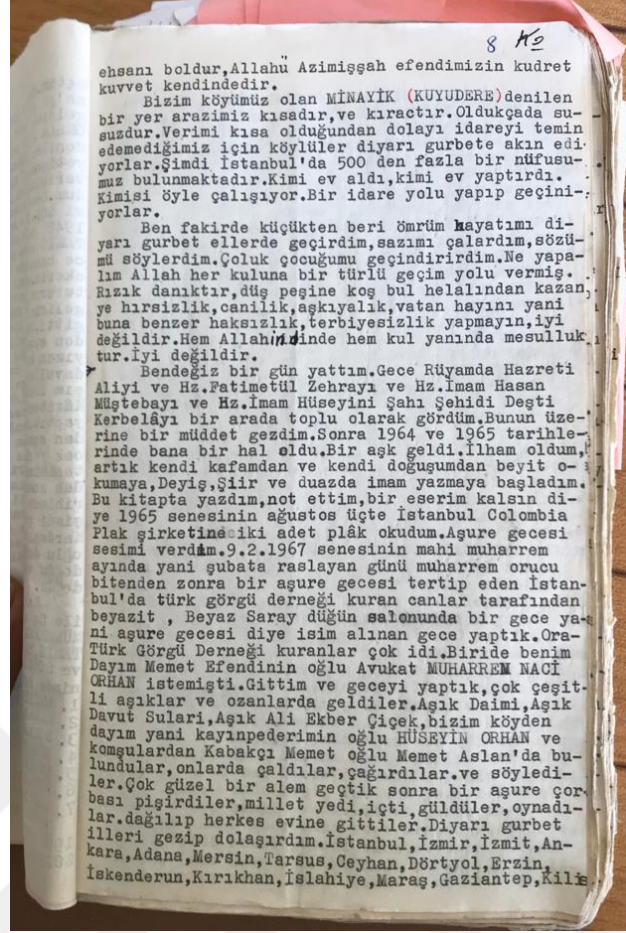 8 Ko
ehsanı boldur,Allahü Azimişşah efendimizin kudret
kuvvet kendindedir.
Bizim köyümüz olan MİNAYİK (KUYUDERE)denilen
bir yer arazimiz kısadır,ve kıractır.Oldukçada su-
suzdur.Verimi kısa olduğundan dolayı idareyi temin
edemediğimiz için köylüler diyarı gurbete akın edi-
yorlar.Şimdi İstanbul'da 500 den fazla bir nüfusu-
muz bulunmaktadır.Kimi ev aldı,kimi ev yaptırdı.
Kimisi öyle çalışıyor.Bir idare yolu yapıp geçini-
yorlar.
Ben fakirde küçükten beri ömrüm hayatımı di-
yarı gurbet ellerde geçirdim,sazımı çalardım,sözü-
mü söylerdim.Çoluk çocuğumu geçindirirdim.Ne yapa-
lım Allah her kuluna bir türlü geçim yolu vermiş.
Rızık danıktır,düş peşine koş bul helalından kazan,
ye hırsizlik,canilik,aşkıyalık,vatan hayını yani
buna benzer haksızlık,terbiyesizlik yapmayın,iyi
değildir.Hem Allahindinde hem kul yanında mesulluk
tur.İyi değildir.
Bendeğiz bir gün yattım.Gece Rüyamda Hazreti
Aliyi ve Hz.Fatimetül Zehrayı ve Hz.İmam Hasan
Müştebayı ve Hz.İmam Hüseyini Şahı Şehidi Deşti
Kerbelâyı bir arada toplu olarak gördüm.Bunun üze-
rine bir müddet gezdim.Sonra 1964 ve 1965 tarihle-
rinde bana bir hal oldu.Bir aşk geldi.İlham oldum,
artık kendi kafamdan ve kendi doğuşumdan beyit o-
kumaya,Deyiş,Şiir ve duazda imam yazmaya başladım.
Bu kitapta yazdım,not ettim,bir eserim kalsın di-
ye 1965 senesinin ağustos üçte İstanbul Colombia
Plak şirketine iki adet plâk okudum.Aşure gecesi
sesimi verdim.9.2.1967 senesinin mahi muharrem
ayında yani şubata raslayan günü muharrem orucu
bitenden zonra bir aşure gecesi tertip eden İstan-
bul'da türk görgü derneği kuran canlar tarafından
beyazit , Beyaz Saray düğün salonunda bir gece ya-
ni aşure gecesi diye isim alınan gece yaptık.Ora-
Türk Görgü Derneği kuranlar çok idi.Biride benim
Dayım Memet Efendinin oğlu Avukat MUHARREM NACİ
ORHAN istemişti.Gittim ve geceyi yaptık,çok çeşit-
li aşıklar ve ozanlarda geldiler.Aşık Daimi,Aşık
Davut Sulari,Aşık Ali Ekber Çiçek,bizim köyden
dayım yani kayınpederimin oğlu HÜSEYİN ORHAN ve
komşulardan Kabakçı Memet oğlu Memet Aslan'da bu-
lundular,onlarda çaldılar,çağırdılar.ve söyledi-
ler.Çok güzel bir alem geçtik sonra bir aşure çor-
bası pişirdiler,millet yedi,içti,güldüler,oynadı-
lar.dağılıp herkes evine gittiler.Diyarı gurbet
illeri gezip dolaşırdım.İstanbul,İzmir,İzmit,An-
kara,Adana,Mersin,Tarsus,Ceyhan,Dörtyol,Erzin,
İskenderun,Kırıkhan,İslahiye,Maraş,Gaziantep,Kilis